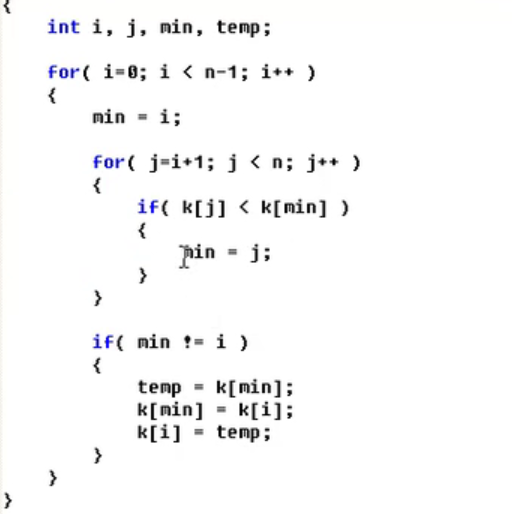 {
    int i, j, min, temp;
    for( i=0; i < n-1; i++ )
    {
        min = i;
        for( j=i+1; j < n; j++ )
        {
            if( k[j] < k[min] )
            {
                min = j;
            }
        }
        if( min != i )
        {
            temp = k[min];
            k[min] = k[i];
            k[i] = temp;
        }
    }
}